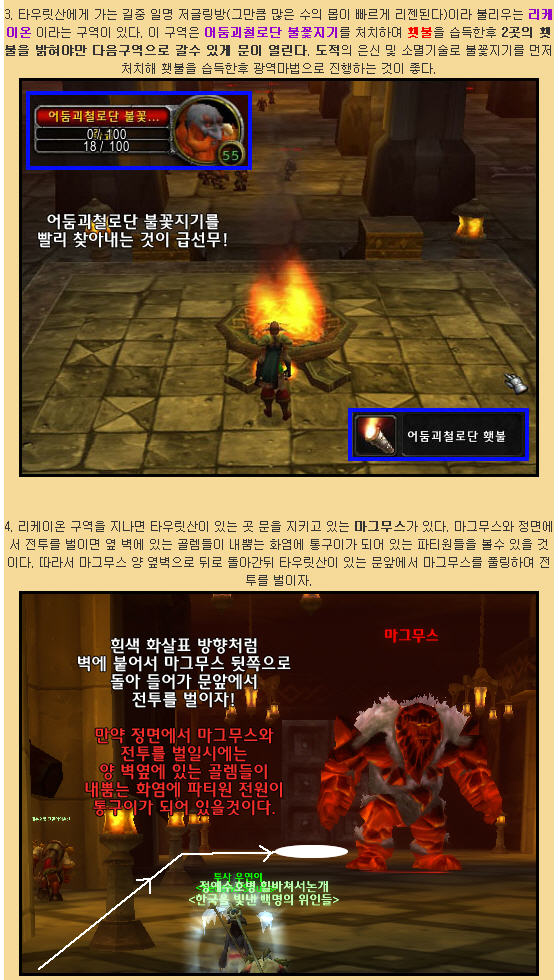 3. 타우릿산에게 가는 길중 일명 저글링방(그만큼 많은 수의 몹이 빠르게 리젠된다)이라 불리우는 리케
이온 이라는 구역이 있다. 이 구역은 어둠괴철로단 불꽃지기를 처치하여 횃불을 습득한후 2곳의 횃
불을 밝혀야만 다음구역으로 갈수 있게 문이 열린다. 도적의 은신 및 소멸기술로 불꽃지기를 먼저
처치해 횃불을 습득한후 광역마법으로 진행하는 것이 좋다.
어둠괴철로단 불꽃...
0 / 100
18 / 100
55
어둠괴철로단 불꽃지기를
빨리 찾아내는 것이 급선무!
어둠괴철로단 횃불
4. 리케이온 구역을 지나면 타우릿산이 있는 곳 문을 지키고 있는 마그무스가 있다. 마그무스와 정면에
서 전투를 벌이면 옆 벽에 있는 골렘들이 내뿜는 화염에 통구이가 되어 있는 파티원들을 볼수 있을 것
이다. 따라서 마그무스 양 옆벽으로 뒤로 돌아간뒤 타우릿산이 있는 문앞에서 마그무스를 풀링하여 전
투를 벌이자.
마그무스
흰색 화살표 방향처럼
벽에 붙어서 마그무스 뒷쪽으로
돌아 들어가 문앞에서
전투를 벌이자!
만약 정면에서 마그무스와
전투를 벌일시에는
양 벽옆에 있는 골렘들이
내뿜는 화염에 파티원 전원이
통구이가 되어 있을것이다.
정예수호병 힘바쳐서는개
<한국을 빛낸 백명의 위인들>